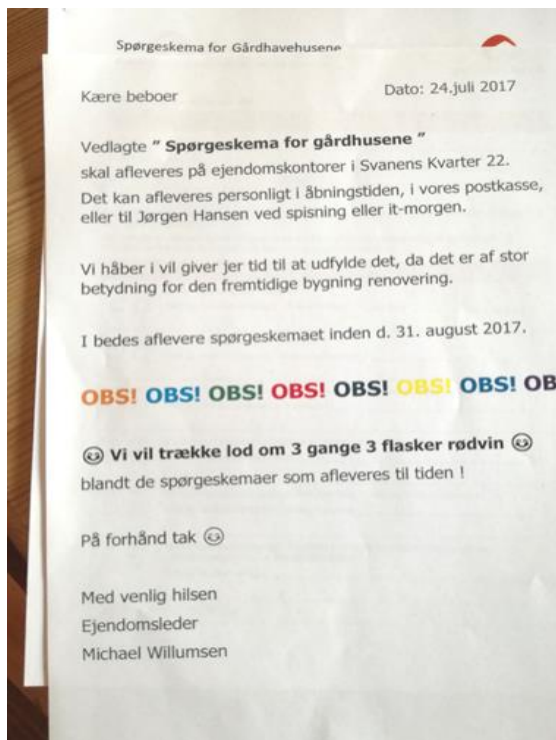 Spørgeskema for Gårdhavehusene
Kære beboer
Dato: 24.juli 2017
Vedlagte " Spørgeskema for gårdhusene "
skal afleveres på ejendomskontorer i Svanens Kvarter 22.
Det kan afleveres personligt i åbningstiden, i vores postkasse,
eller til Jørgen Hansen ved spisning eller it-morgen.
Vi håber i vil giver jer tid til at udfylde det, da det er af stor
betydning for den fremtidige bygning renovering.
I bedes aflevere spørgeskemaet inden d. 31. august 2017.
OBS! OBS! OBS! OBS! OBS! OBS! OBS! OB
Vi vil trække lod om 3 gange 3 flasker rødvin
blandt de spørgeskemaer som afleveres til tiden !
På forhånd tak
Med venlig hilsen
Ejendomsleder
Michael Willumsen